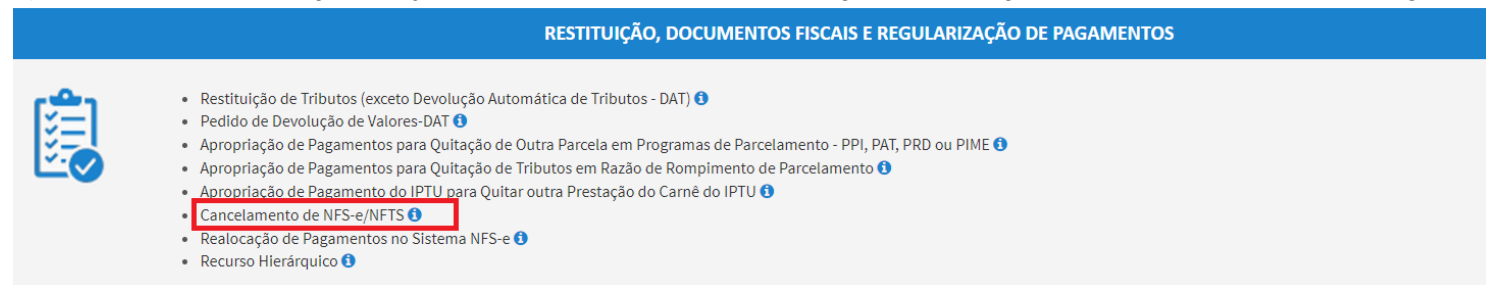 RESTITUIÇÃO, DOCUMENTOS FISCAIS E REGULARIZAÇÃO DE PAGAMENTOS
Restituição de Tributos (exceto Devolução Automática de Tributos - DAT)
Pedido de Devolução de Valores-DAT
Apropriação de Pagamentos para Quitação de Outra Parcela em Programas de Parcelamento - PPI, PAT, PRD ou PIME
Apropriação de Pagamentos para Quitação de Tributos em Razão de Rompimento de Parcelamento
Apropriação de Pagamento do IPTU para Quitar outra Prestação do Carnê do IPTU
Cancelamento de NFS-e/NFTS
Realocação de Pagamentos no Sistema NFS-e
Recurso Hierárquico